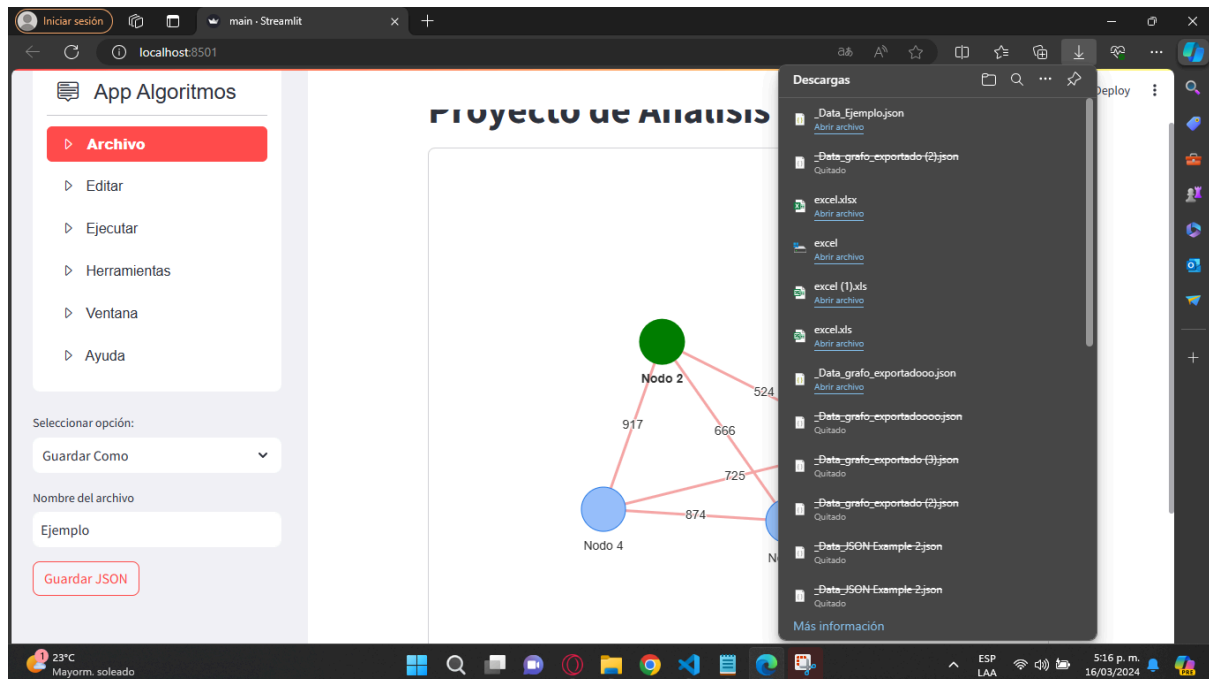 Iniciar sesión
main · Streamlit
localhost:8501
App Algoritmos
Archivo
Editar
Ejecutar
Herramientas
Ventana
Ayuda
Seleccionar opción:
Guardar Como
Nombre del archivo
Ejemplo
Guardar JSON
Proyecto de Análisis
Deploy
Nodo 2
524
917
666
725
874
Nodo 4
N
Descargas
_Data_Ejemplo.json
Abrir archivo
_Data_grafo_exportado (2).json
Quitado
excel.xlsx
Abrir archivo
excel
Abrir archivo
excel (1).xls
Abrir archivo
excel.xls
Abrir archivo
_Data_grafo_exportadooo.json
Abrir archivo
_Data_grafo_exportadoooo.json
Quitado
_Data_grafo_exportado (3).json
Quitado
_Data_grafo_exportado (2).json
Quitado
_Data_JSON Example 2.json
Quitado
_Data_JSON Example 2.json
Quitado
Más información
1
23°C
Mayorm. soleado
ESP
LAA
5:16 p. m.
16/03/2024
PRE